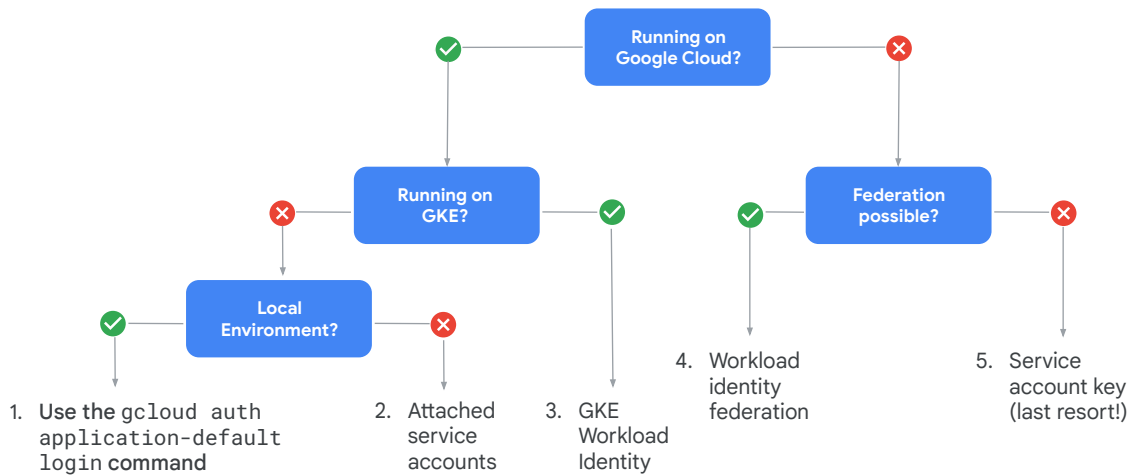 Running on
Google Cloud?
Running on
GKE?
Federation
possible?
Local
Environment?
1. Use the gcloud auth
application-default
login command
2. Attached
service
accounts
3. GKE
Workload
Identity
4. Workload
identity
federation
5. Service
account key
(last resort!)